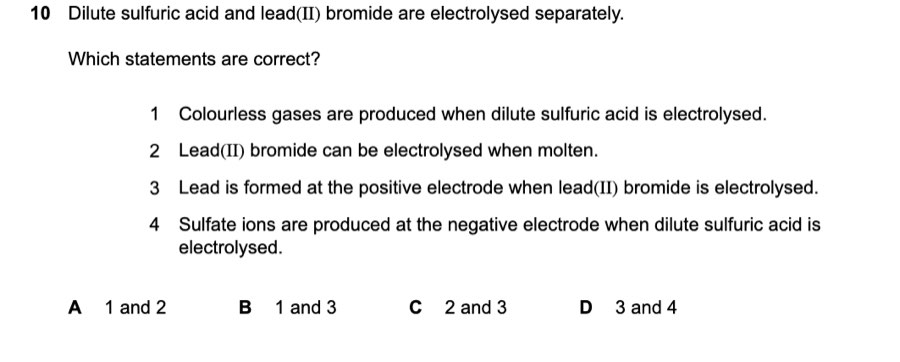 10 Dilute sulfuric acid and lead(II) bromide are electrolysed separately.
Which statements are correct?
1 Colourless gases are produced when dilute sulfuric acid is electrolysed.
2 Lead(II) bromide can be electrolysed when molten.
3 Lead is formed at the positive electrode when lead(II) bromide is electrolysed.
4 Sulfate ions are produced at the negative electrode when dilute sulfuric acid is
electrolysed.
A 1 and 2 B 1 and 3 C 2 and 3 D 3 and 4